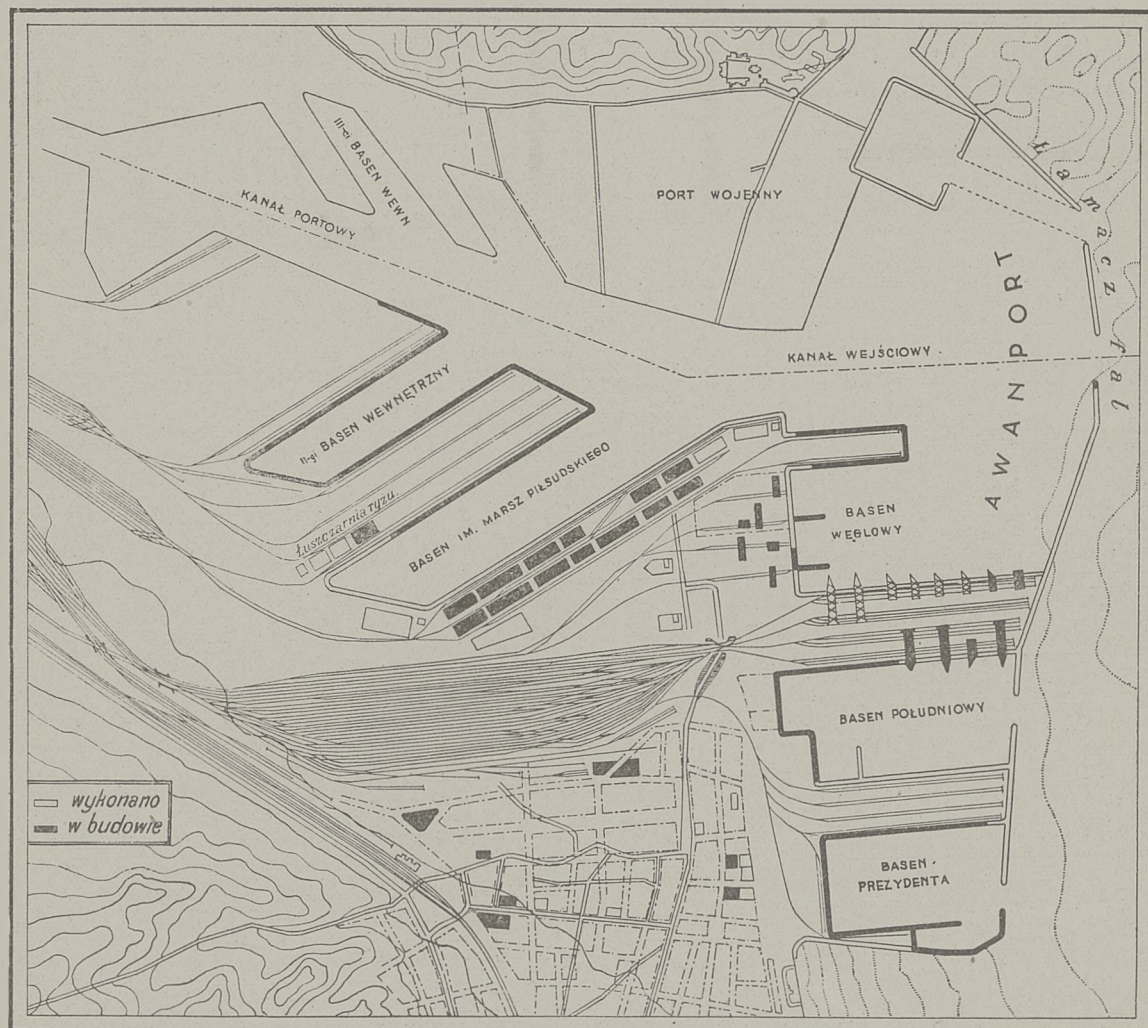 III-ci BASEN WEWN
KANAŁ PORTOWY
PORT WOJENNY
Łamacz fal
AWANPORT
KANAŁ WEJŚCIOWY.
II-gi BASEN WEWNĘTRZNY
Łuszczarnia ryżu.
BASEN IM. MARSZ PIŁSUDSKIEGO
BASEN
WĘGLOWY
BASEN POŁUDNIOWY
wykonano
w budowie
BASEN
PREZYDENTA